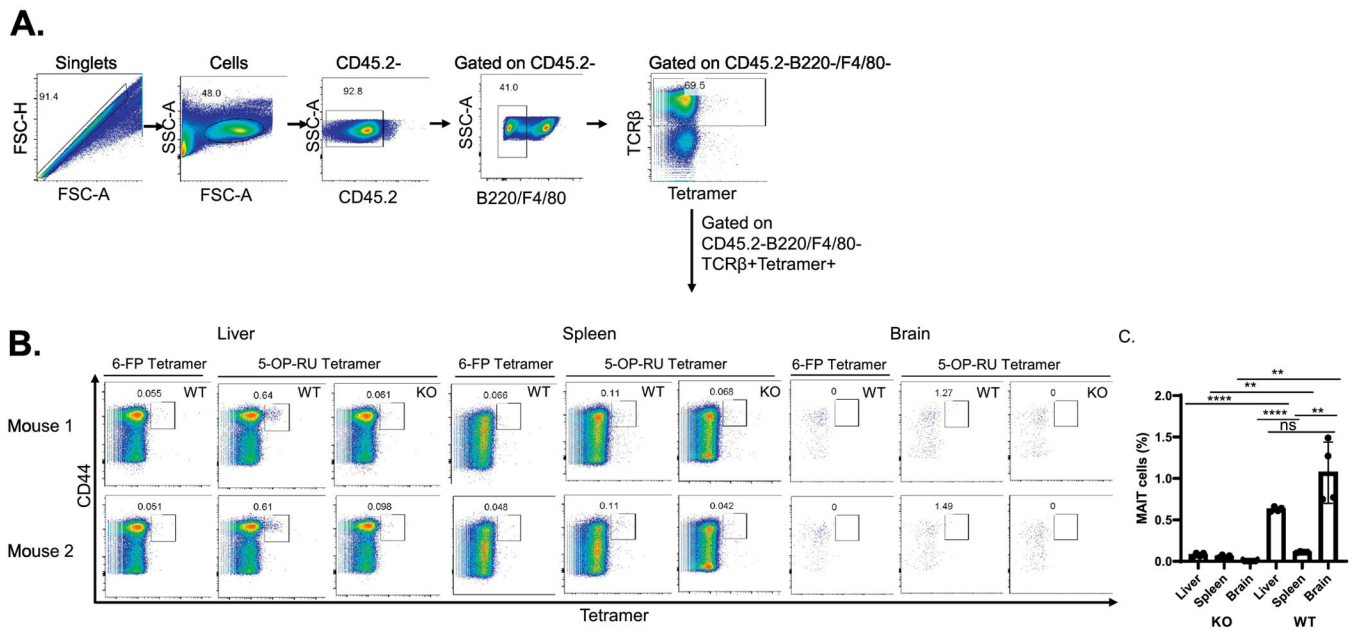 A.
Singlets
Cells
CD45.2-
Gated on CD45.2-
Gated on CD45.2-B220-/F4/80-
91.4
48.0
92.8
41.0
69.5
FSC-H
SSC-A
SSC-A
SSC-A
TCRβ
FSC-A
FSC-A
CD45.2
B220/F4/80
Tetramer
Gated on
CD45.2-B220/F4/80-
TCRβ+Tetramer+
B.
Liver
Spleen
Brain
6-FP Tetramer
5-OP-RU Tetramer
6-FP Tetramer
5-OP-RU Tetramer
6-FP Tetramer
5-OP-RU Tetramer
Mouse 1
0.055 WT
0.64 WT
0.061 KO
0.066 WT
0.11 WT
0.068 KO
0 WT
1.27 WT
0 KO
Mouse 2
0.051
0.61
0.098
0.048
0.11
0.042
0
1.49
0
CD44
Tetramer
C.
**
**
****
**** **
ns
MAIT cells (%)
2.0
1.5
1.0
0.5
0.0
Liver
Spleen
Brain
Liver
Spleen
Brain
KO
WT